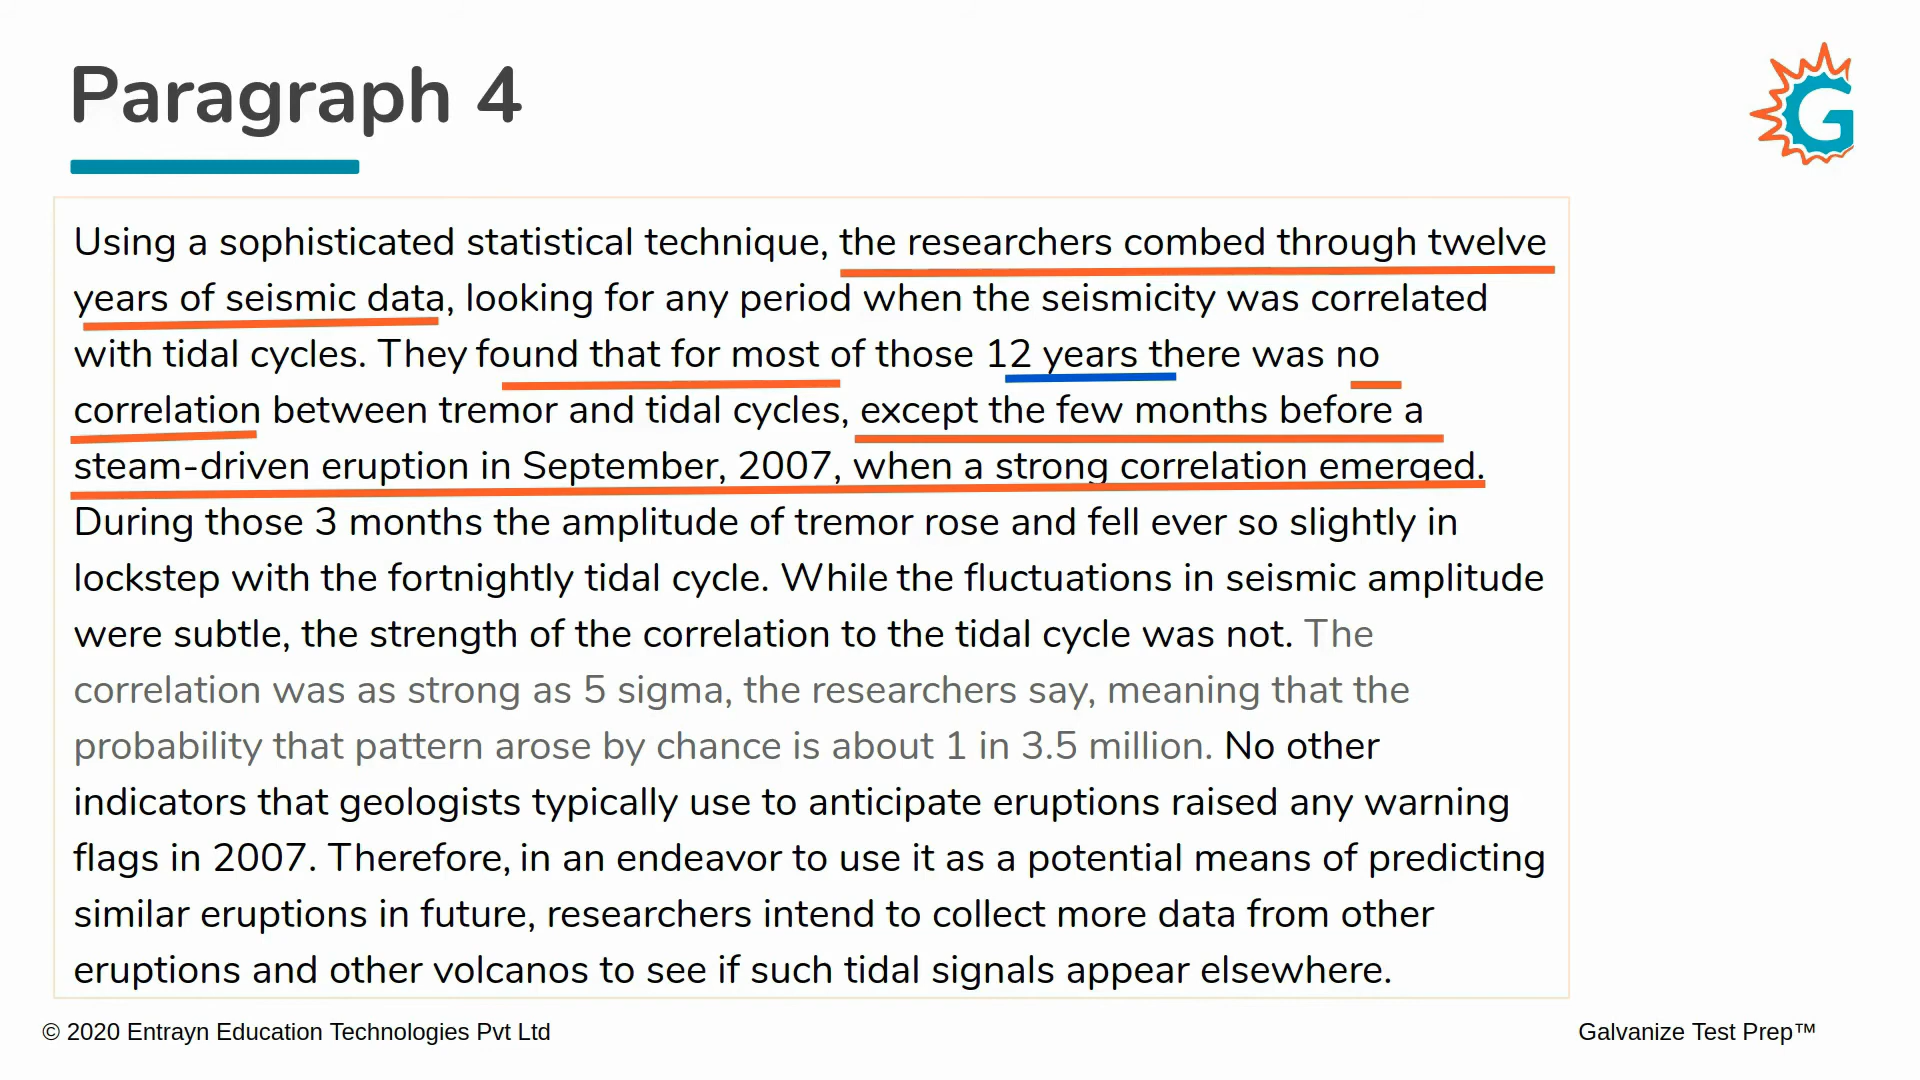 Paragraph 4
G
Using a sophisticated statistical technique, the researchers combed through twelve
years of seismic data, looking for any period when the seismicity was correlated
with tidal cycles. They found that for most of those 12 years there was no
correlation between tremor and tidal cycles, except the few months before a
steam-driven eruption in September, 2007, when a strong correlation emerged.
During those 3 months the amplitude of tremor rose and fell ever so slightly in
lockstep with the fortnightly tidal cycle. While the fluctuations in seismic amplitude
were subtle, the strength of the correlation to the tidal cycle was not. The
correlation was as strong as 5 sigma, the researchers say, meaning that the
probability that pattern arose by chance is about 1 in 3.5 million. No other
indicators that geologists typically use to anticipate eruptions raised any warning
flags in 2007. Therefore, in an endeavor to use it as a potential means of predicting
similar eruptions in future, researchers intend to collect more data from other
eruptions and other volcanos to see if such tidal signals appear elsewhere.
© 2020 Entrayn Education Technologies Pvt Ltd
Galvanize Test Prep™